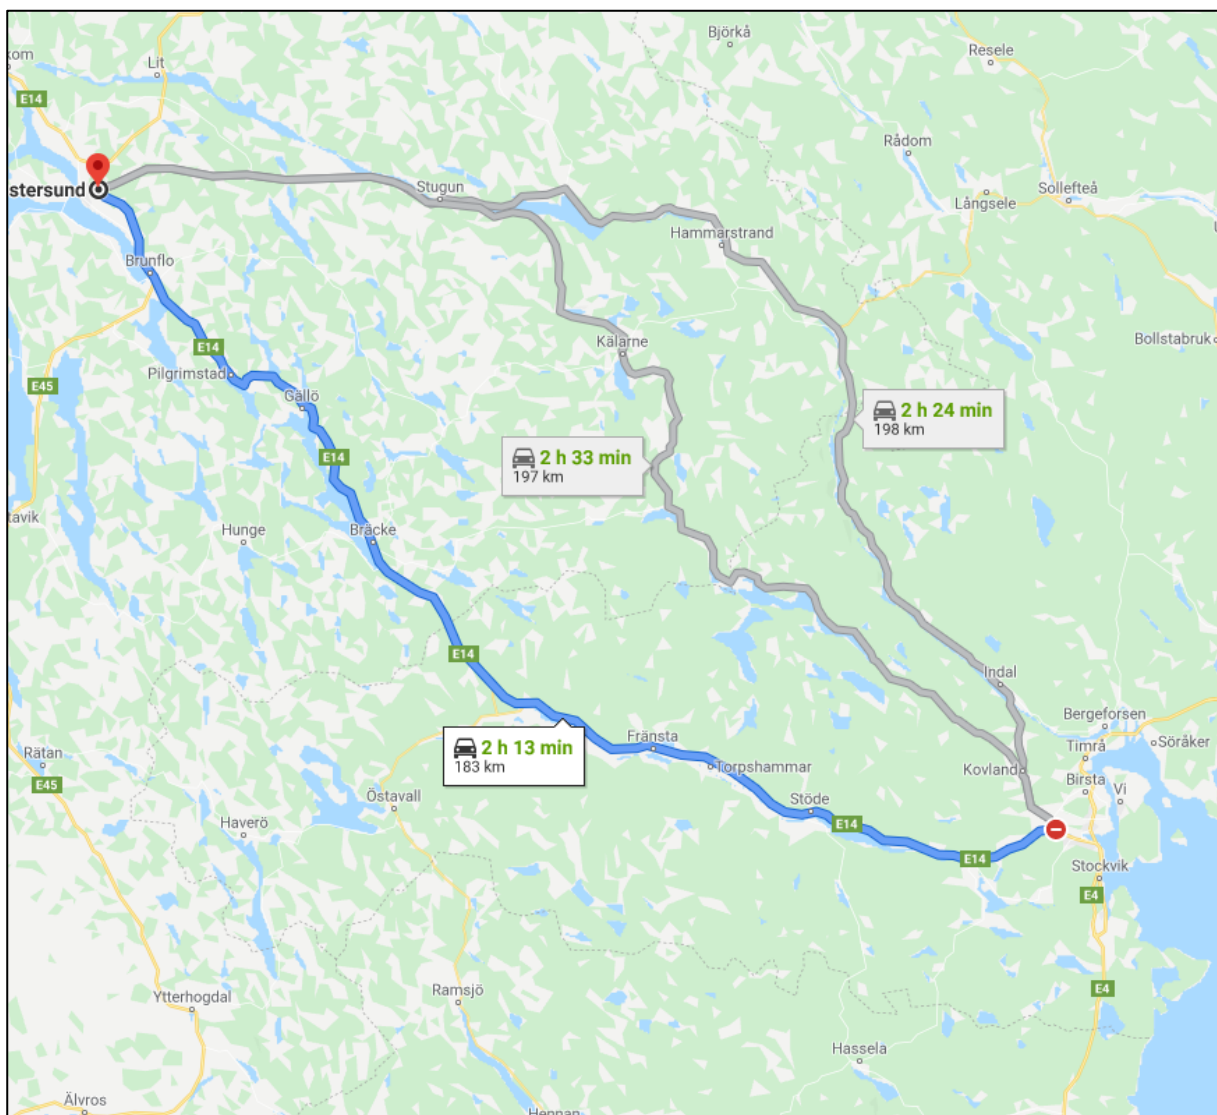 Björkå
Resele
kom
Lit
E14
Rådom
stersund
Stugun
Långsele
Sollefteå
Hammarstrand
Brunflo
E14
Kälarne
Bollstabruk
Pilgrimstad
E45
Gällö
2 h 24 min
198 km
E14
2 h 33 min
197 km
tavik
Hunge
Bräcke
E14
Indal
Bergeforsen
Fränsta
Timrå
Söråker
2 h 13 min
183 km
Rätan
Torpshammar
Kovland
Birsta
Vi
E45
Östavall
Stöde
Haverö
E14
E14
Stockvik
E4
Ramsjö
E4
Ytterhogdal
Hassela
Älvros
Hennan